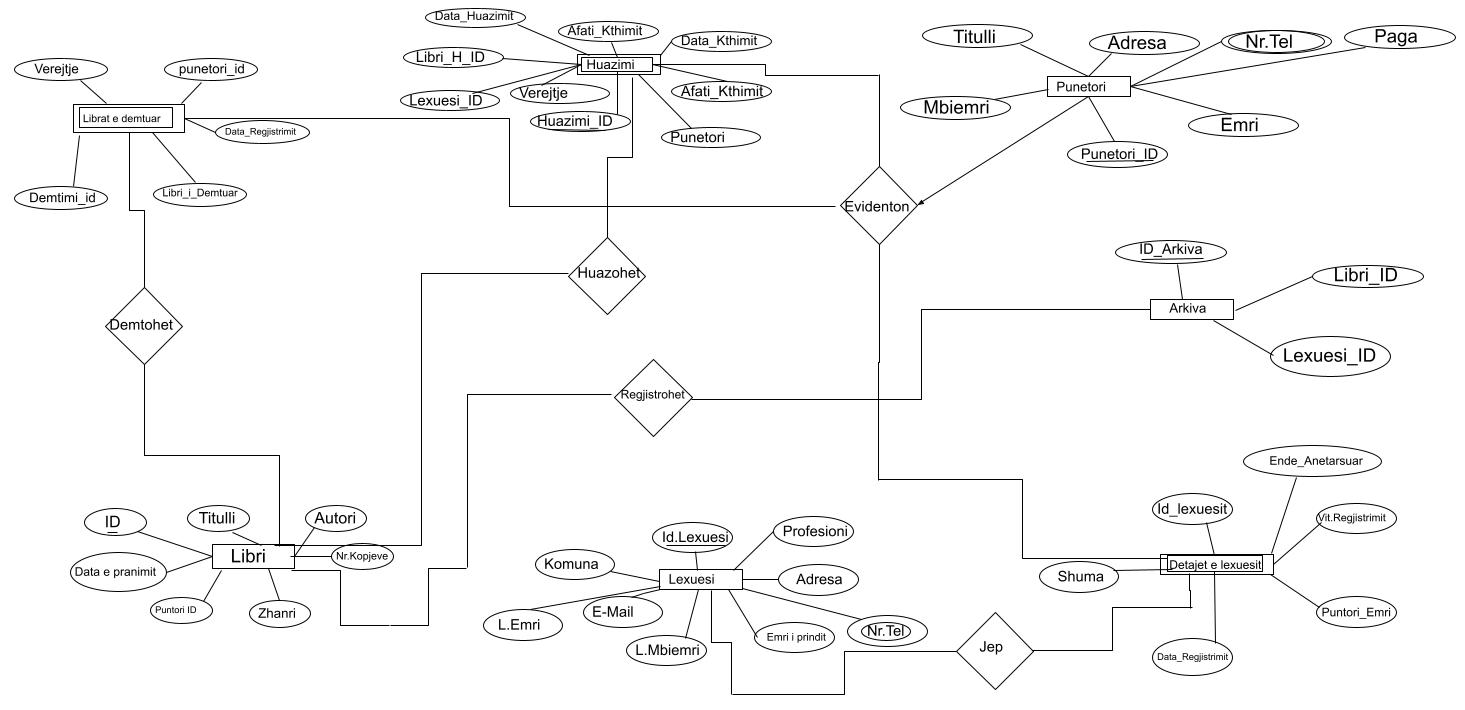 Data_Huazimit
Afati_Kthimit
Data_Kthimit
Libri_H_ID
Huazimi
Lexuesi_ID
Verejtje
Afati_Kthimit
Huazimi_ID
Punetori
Titulli
Adresa
Nr.Tel
Paga
Punetori
Mbiemri
Emri
Punetori_ID
Verejtje
punetori_id
Librat e demtuar
Data_Regjistrimit
Demtimi_id
Libri_i_Demtuar
Evidenton
Huazohet
Demtohet
ID_Arkiva
Libri_ID
Arkiva
Lexuesi_ID
Regjistrohet
ID
Titulli
Autori
Libri
Nr.Kopjeve
Data e pranimit
Puntori ID
Zhanri
Id.Lexuesi
Profesioni
Komuna
Lexuesi
Adresa
L.Emri
E-Mail
L.Mbiemri
Emri i prindit
Nr.Tel
Jep
Ende_Anetarsuar
Id_lexuesit
Vit.Regjistrimit
Detajet e lexuesit
Shuma
Puntori_Emri
Data_Regjistrimit